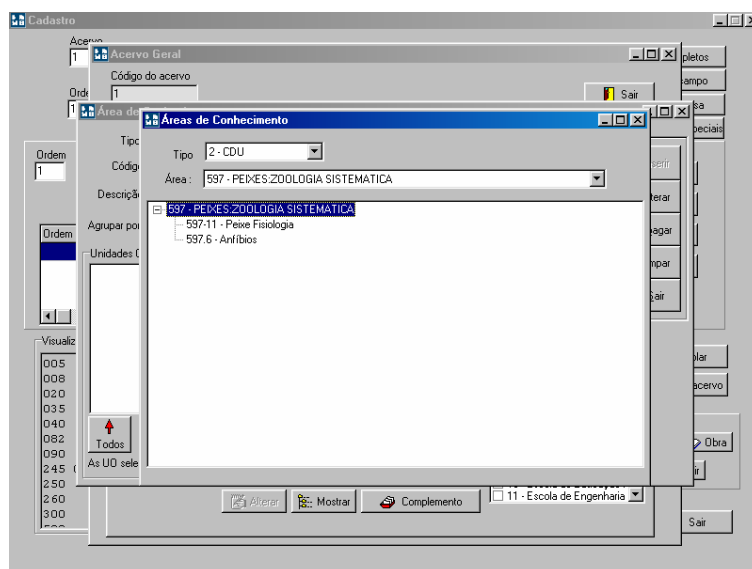 Cadastro
Acervo
1
Acervo Geral
pletos
Código do acervo
1
Sair
ampo
Orde
1
Área de
sa
Áreas de Conhecimento
peciais
Tipo
Tipo 2 - CDU
Ordem
1
Códig
Área : 597 - PEIXES:ZOOLOGIA SISTEMATICA
serir
Descriçã
terar
597 - PEIXES:ZOOLOGIA SISTEMATICA
597-11 - Peixe Fisiologia
597.6 - Anfíbios
Agrupar por
agar
Ordem
Unidades
mpar
Sair
Visualiz
005
008
020
035
040
082
090
245
250
260
300
Todos
As UO sele
olar
acervo
Obra
ir
Alterar
Mostrar
Complemento
11 - Escola de Engenharia
Sair